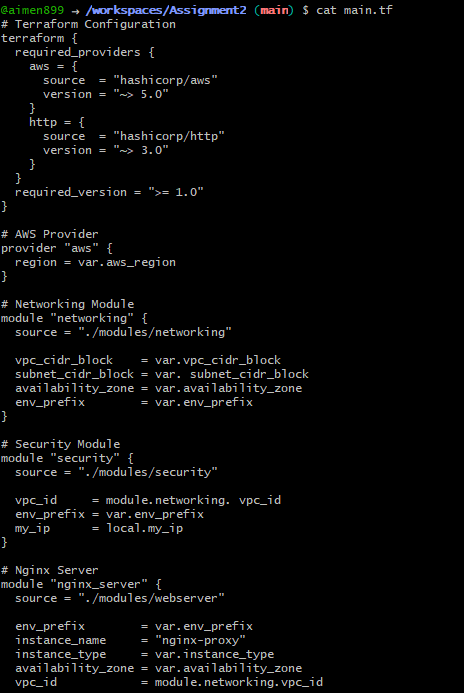 @aimen899 → /workspaces/Assignment2 (main) $ cat main.tf
# Terraform Configuration
terraform {
  required_providers {
    aws = {
      source  = "hashicorp/aws"
      version = "~> 5.0"
    }
    http = {
      source  = "hashicorp/http"
      version = "~> 3.0"
    }
  }
  required_version = ">= 1.0"
}

# AWS Provider
provider "aws" {
  region = var.aws_region
}

# Networking Module
module "networking" {
  source = "./modules/networking"

  vpc_cidr_block    = var.vpc_cidr_block
  subnet_cidr_block = var. subnet_cidr_block
  availability_zone = var.availability_zone
  env_prefix        = var.env_prefix
}

# Security Module
module "security" {
  source = "./modules/security"

  vpc_id     = module.networking. vpc_id
  env_prefix = var.env_prefix
  my_ip      = local.my_ip
}

# Nginx Server
module "nginx_server" {
  source = "./modules/webserver"

  env_prefix        = var.env_prefix
  instance_name     = "nginx-proxy"
  instance_type     = var.instance_type
  availability_zone = var.availability_zone
  vpc_id            = module.networking.vpc_id